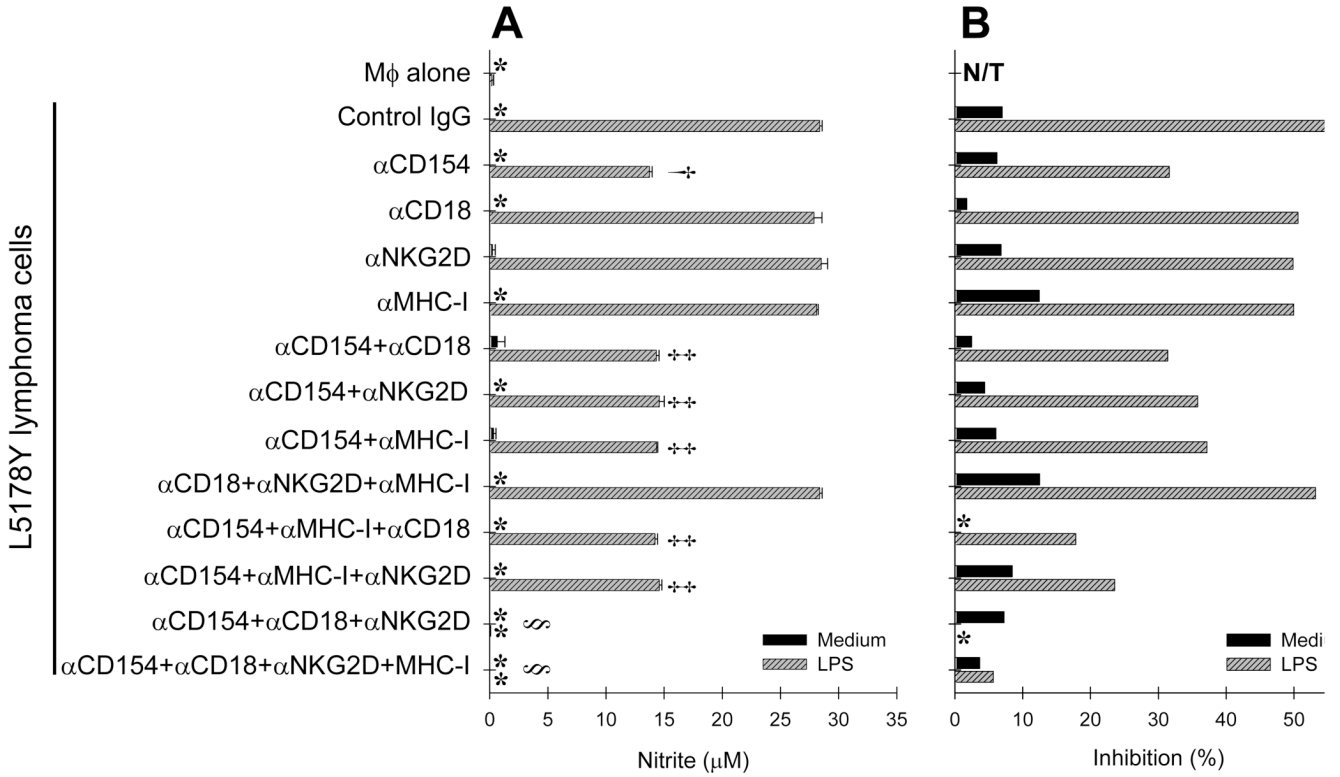 A
B
Mϕ alone
*
N/T
Control IgG
*
αCD154
*
αCD18
*
αNKG2D
αMHC-I
*
αCD154+αCD18
αCD154+αNKG2D
*
αCD154+αMHC-I
αCD18+αNKG2D+αMHC-I
*
αCD154+αMHC-I+αCD18
*
*
αCD154+αMHC-I+αNKG2D
*
αCD154+αCD18+αNKG2D
*
*
*
αCD154+αCD18+αNKG2D+MHC-I
*
*
L5178Y lymphoma cells
Medium
LPS
Medi
LPS
0 5 10 15 20 25 30 35
0 10 20 30 40 50
Nitrite (μM)
Inhibition (%)